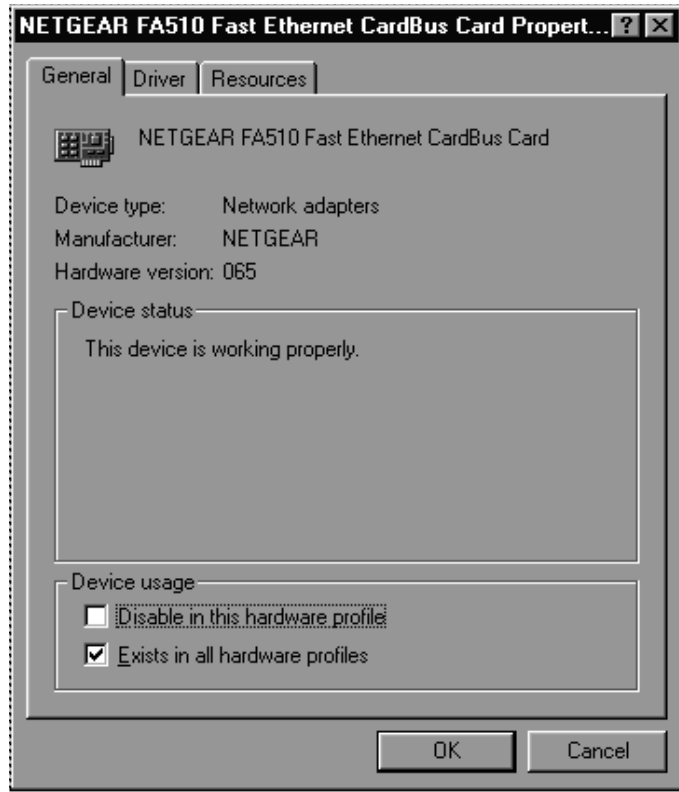 NETGEAR FA510 Fast Ethernet CardBus Card Propert... ? X
General Driver Resources
NETGEAR FA510 Fast Ethernet CardBus Card
Device type: Network adapters
Manufacturer: NETGEAR
Hardware version: 065
Device status
This device is working properly.
Device usage
Disable in this hardware profile
Exists in all hardware profiles
OK Cancel